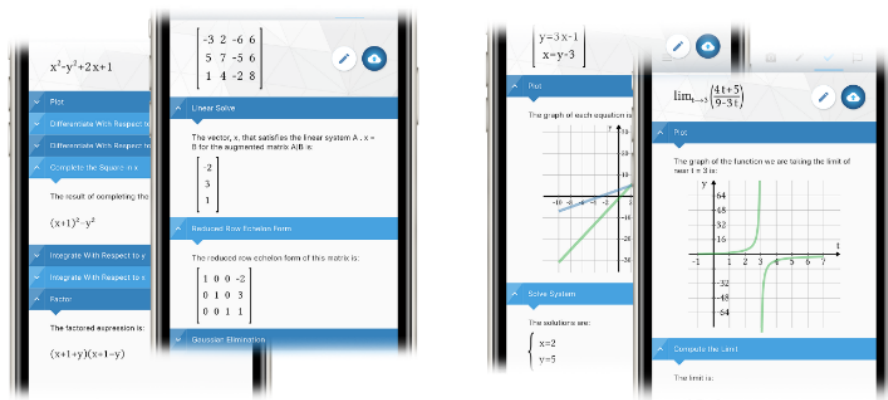 x²-y²+2x+1
Plot
Differentiate With Respect to
Differentiate With Respect to
Complete the Square in x
The result of completing the
(x+1)²-y²
Integrate With Respect to y
Integrate With Respect to x
Factor
The factored expression is:
(x+1+y)(x+1-y)
-3 2 -6 6
5 7 -5 6
1 4 -2 8
Linear Solve
The vector, x, that satisfies the linear system A . x =
B for the augmented matrix A|B is:
-2
3
1
Reduced Row Echelon Form
The reduced row echelon form of this matrix is:
1 0 0 -2
0 1 0 3
0 0 1 1
Gaussian Elimination
y=3x-1
x=y-3
Plot
The graph of each equation is
y
-10 -8 -6 -4 -2
Solve System
The solutions are:
x=2
y=5
lim t→3 (4t+5)/(9-3t)
Plot
The graph of the function we are taking the limit of
near t = 3 is:
y
64
48
32
16
t
-1 1 2 3 4 5 6 7
-32
-48
-64
Compute the Limit
The limit is: